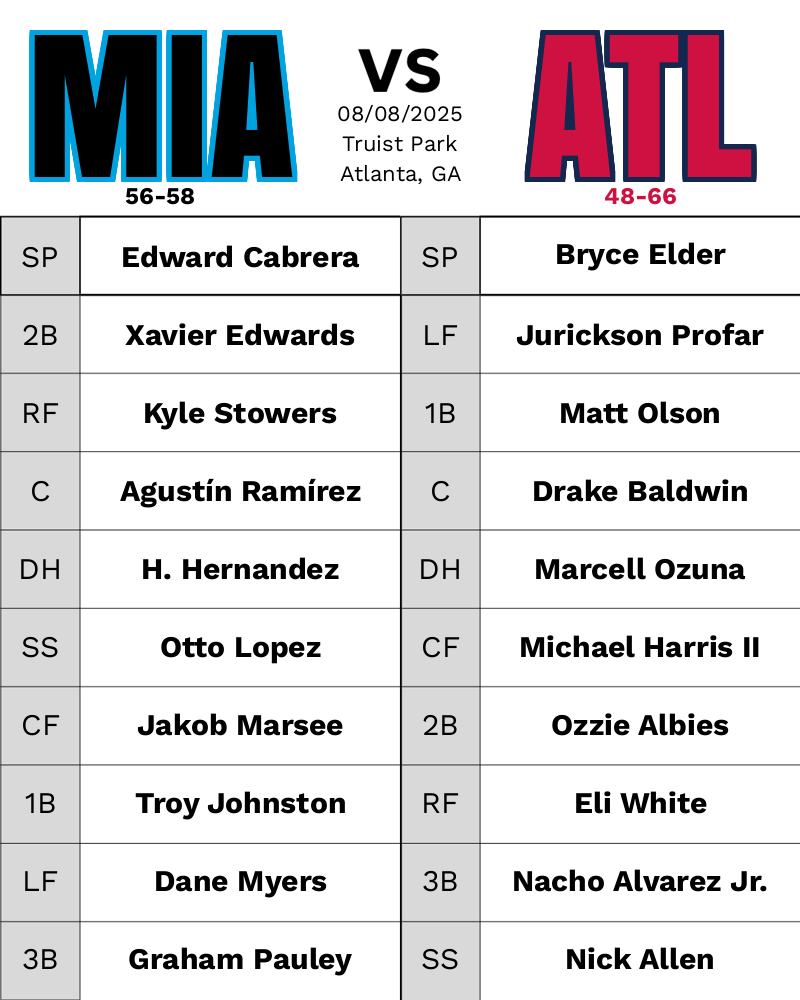 MIA
VS
ATL
08/08/2025
Truist Park
Atlanta, GA
56-58
48-66
SP Edward Cabrera SP Bryce Elder
2B Xavier Edwards LF Jurickson Profar
RF Kyle Stowers 1B Matt Olson
C Agustín Ramírez C Drake Baldwin
DH H. Hernandez DH Marcell Ozuna
SS Otto Lopez CF Michael Harris II
CF Jakob Marsee 2B Ozzie Albies
1B Troy Johnston RF Eli White
LF Dane Myers 3B Nacho Alvarez Jr.
3B Graham Pauley SS Nick Allen